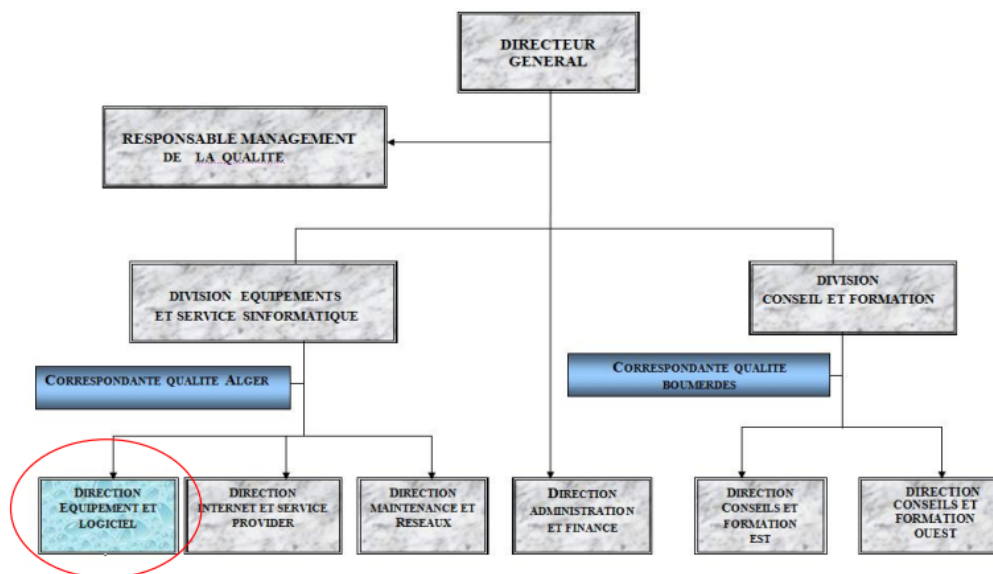 DIRECTEUR
GENERAL
RESPONSABLE MANAGEMENT
DE LA QUALITE
DIVISION EQUIPEMENTS
ET SERVICE SINFORMATIQUE
DIVISION
CONSEIL ET FORMATION
CORRESPONDANTE QUALITE ALGER
CORRESPONDANTE QUALITE
BOUMERDES
DIRECTION
EQUIPEMENT ET
LOGICIEL
DIRECTION
INTERNET ET SERVICE
PROVIDER
DIRECTION
MAINTENANCE ET
RESEAUX
DIRECTION
ADMINISTRATION
ET FINANCE
DIRECTION
CONSEILS ET
FORMATION
EST
DIRECTION
CONSEILS ET
FORMATION
OUEST